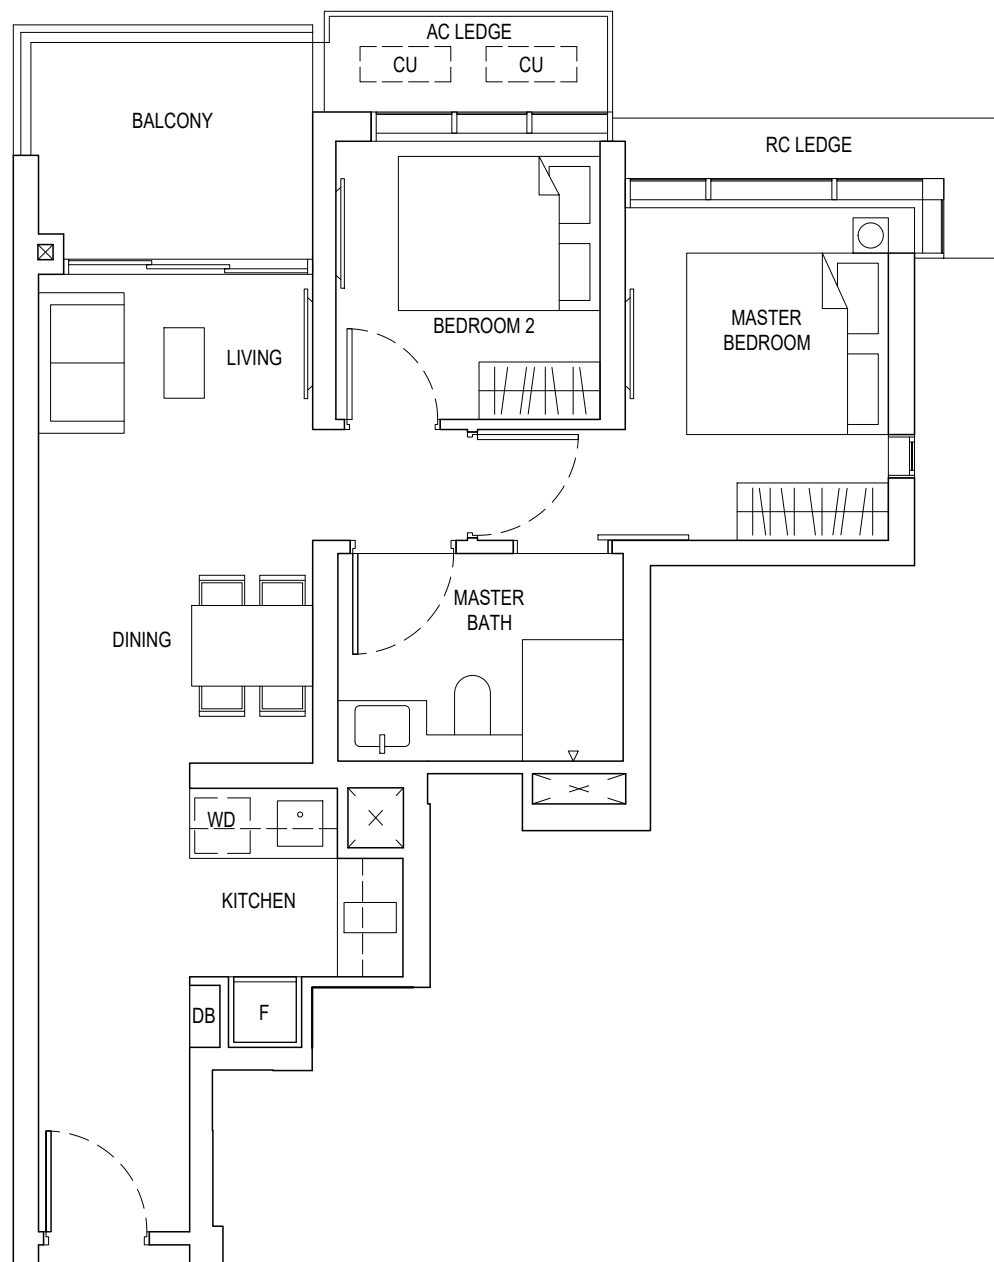 AC LEDGE
CU
CU
BALCONY
RC LEDGE
BEDROOM 2
MASTER
BEDROOM
LIVING
MASTER
BATH
DINING
WD
KITCHEN
DB
F